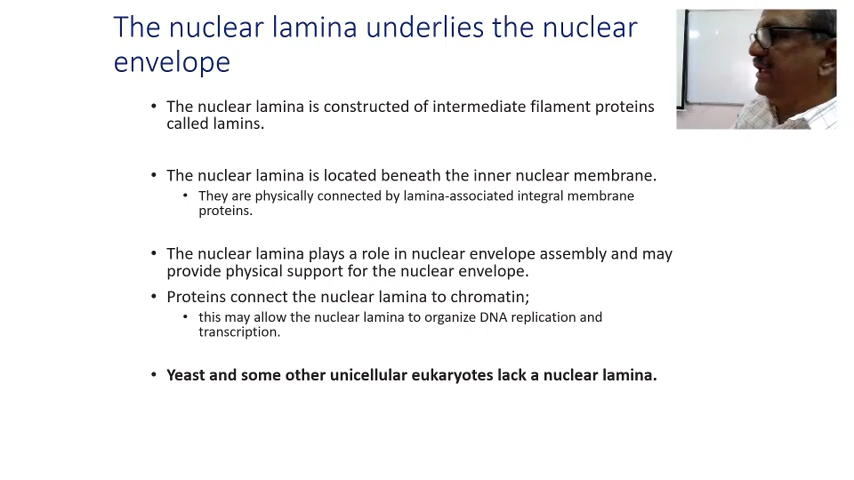 The nuclear lamina underlies the nuclear
envelope
• The nuclear lamina is constructed of intermediate filament proteins
called lamins.
• The nuclear lamina is located beneath the inner nuclear membrane.
• They are physically connected by lamina-associated integral membrane
proteins.
• The nuclear lamina plays a role in nuclear envelope assembly and may
provide physical support for the nuclear envelope.
• Proteins connect the nuclear lamina to chromatin;
• this may allow the nuclear lamina to organize DNA replication and
transcription.
• Yeast and some other unicellular eukaryotes lack a nuclear lamina.